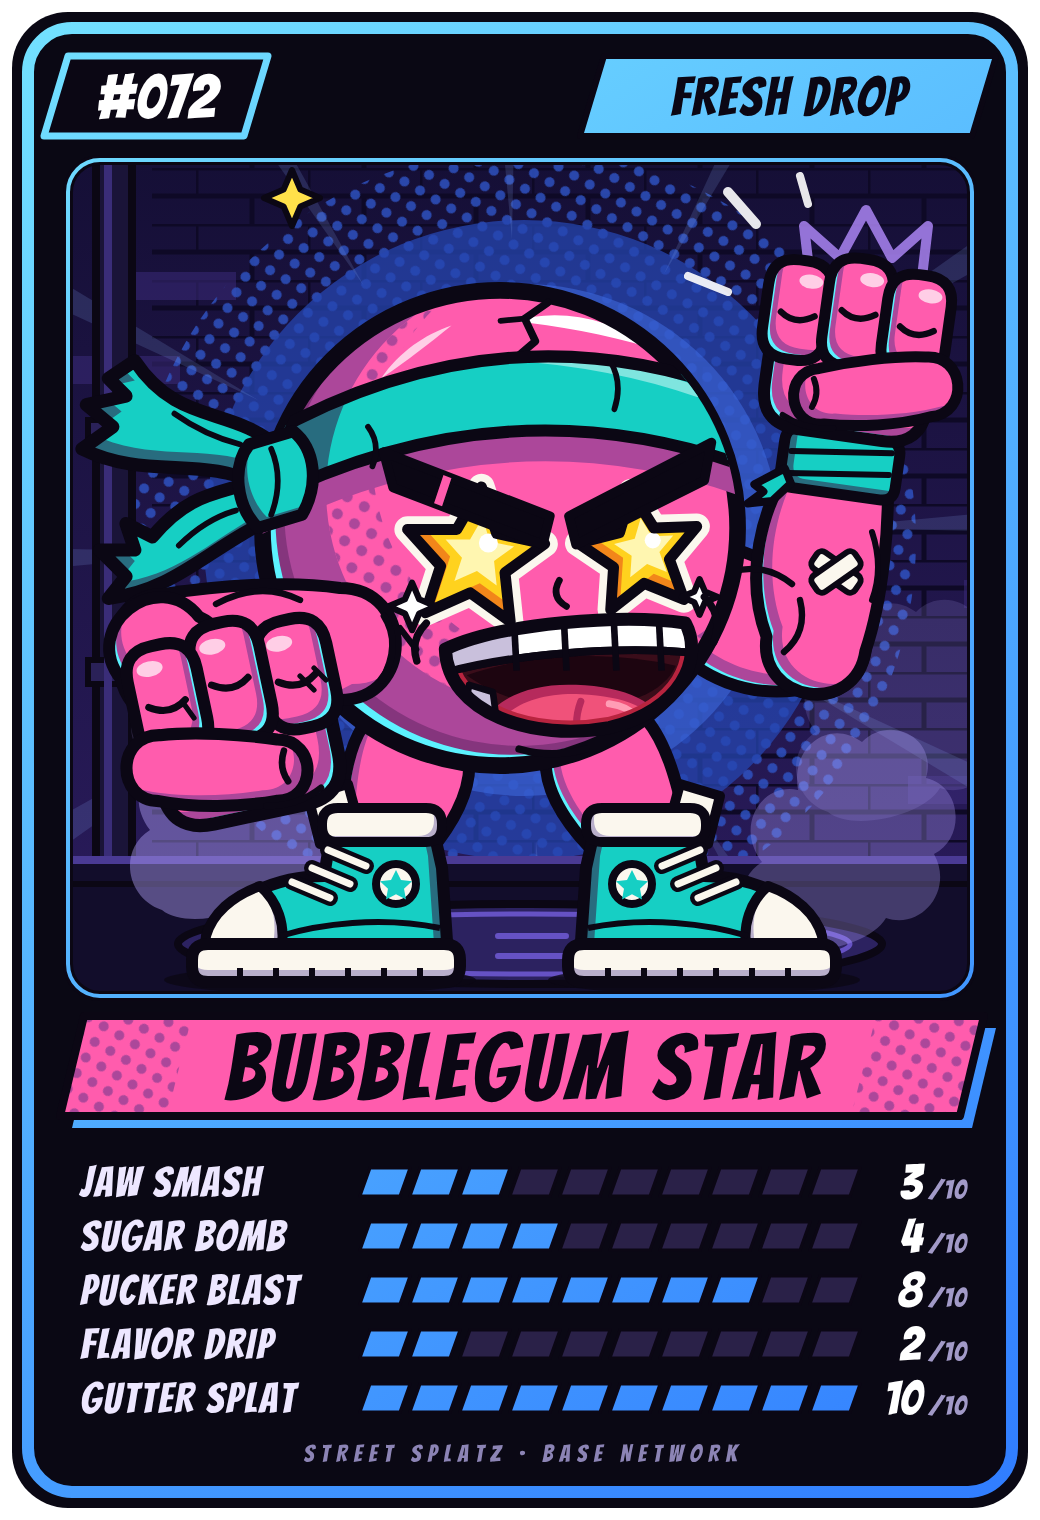 #072
FRESH DROP
BUBBLEGUM STAR
JAW SMASH 3/10
SUGAR BOMB 4/10
PUCKER BLAST 8/10
FLAVOR DRIP 2/10
GUTTER SPLAT 10/10
STREET SPLATZ · BASE NETWORK